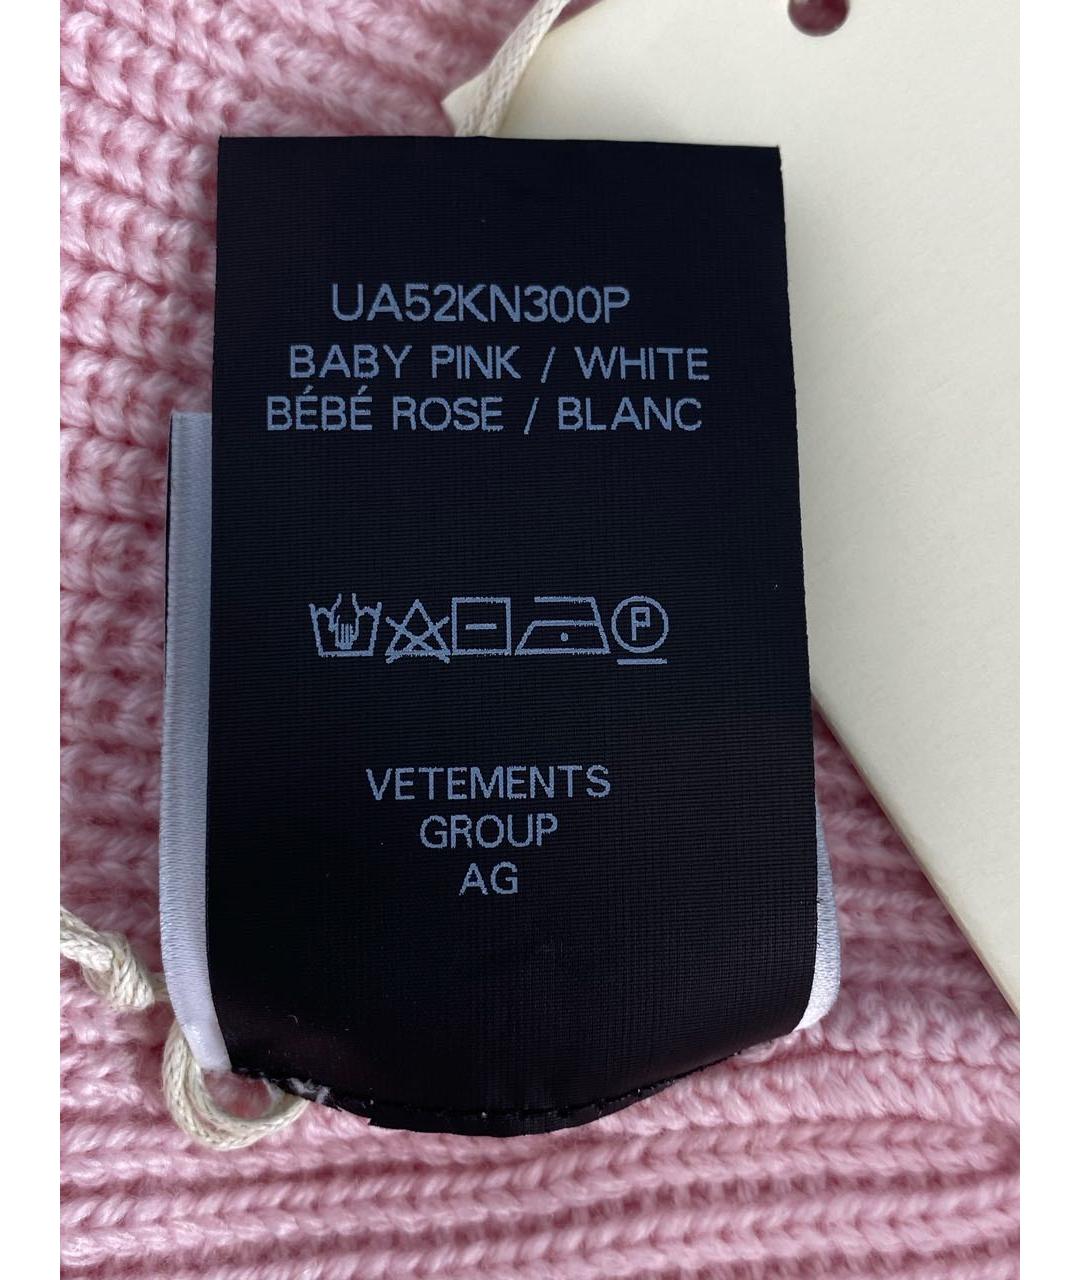 UA52KN300P
BABY PINK / WHITE
BÉBÉ ROSE / BLANC
P
VETEMENTS
GROUP
AG